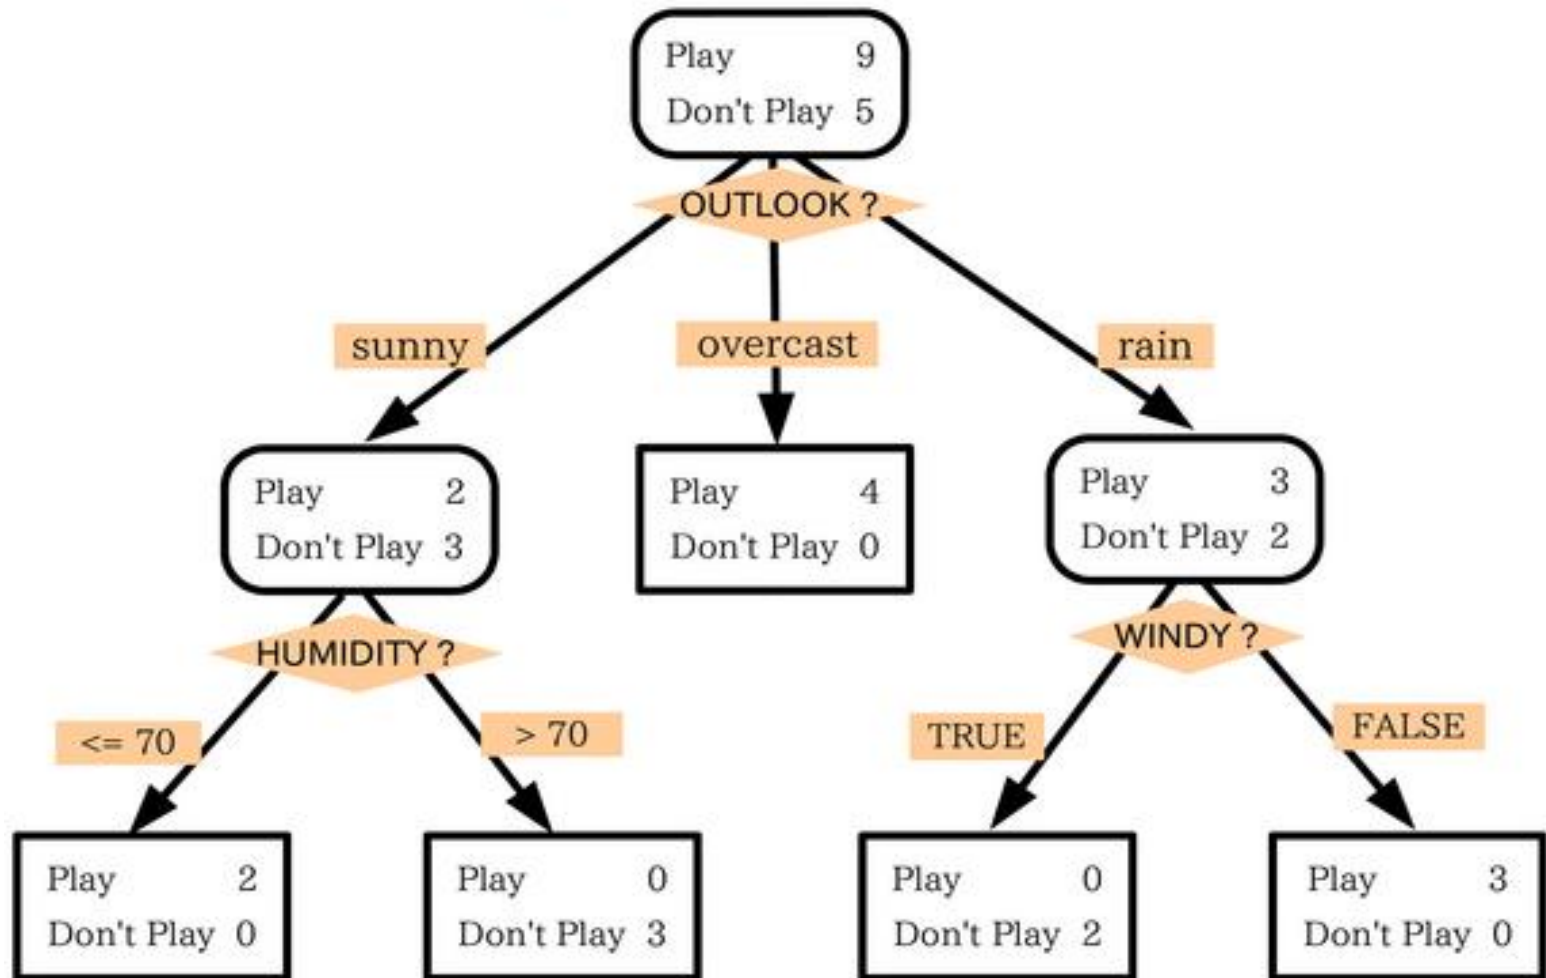 Play 9
Don't Play 5
OUTLOOK ?
sunny
overcast
rain
Play 2
Don't Play 3
Play 4
Don't Play 0
Play 3
Don't Play 2
HUMIDITY ?
WINDY ?
<= 70
> 70
TRUE
FALSE
Play 2
Don't Play 0
Play 0
Don't Play 3
Play 0
Don't Play 2
Play 3
Don't Play 0